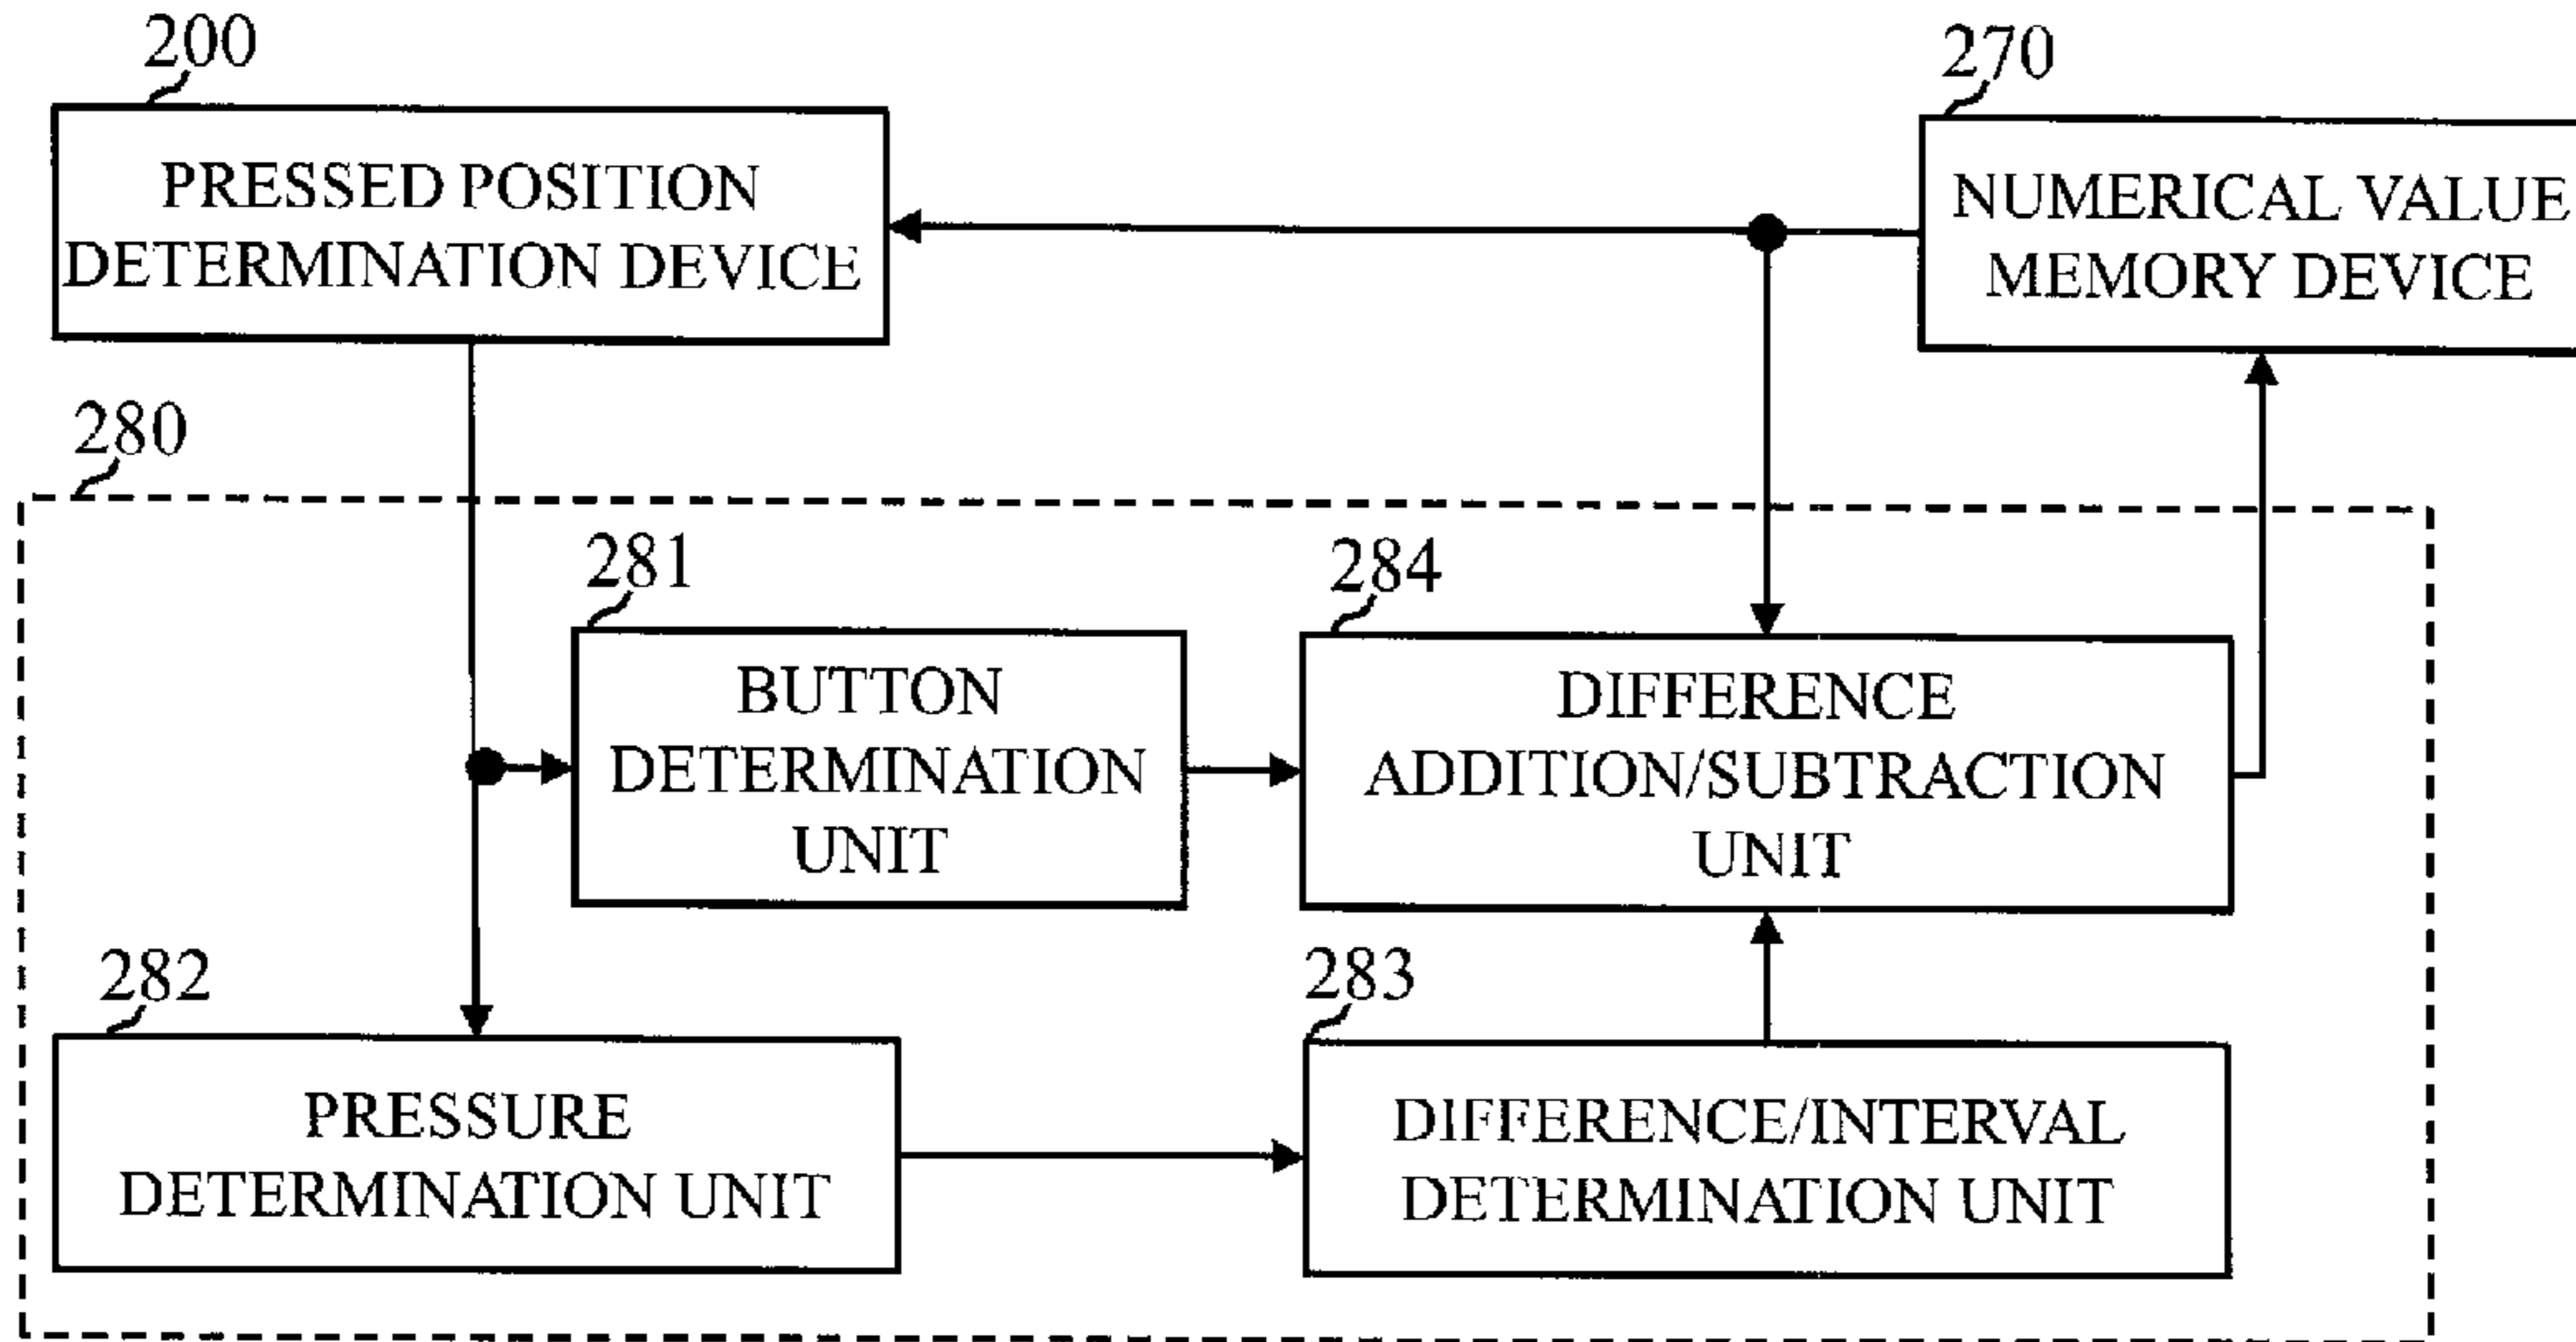 200
PRESSED POSITION
DETERMINATION DEVICE
270
NUMERICAL VALUE
MEMORY DEVICE
280
281
BUTTON
DETERMINATION
UNIT
284
DIFFERENCE
ADDITION/SUBTRACTION
UNIT
282
PRESSURE
DETERMINATION UNIT
283
DIFFERENCE/INTERVAL
DETERMINATION UNIT